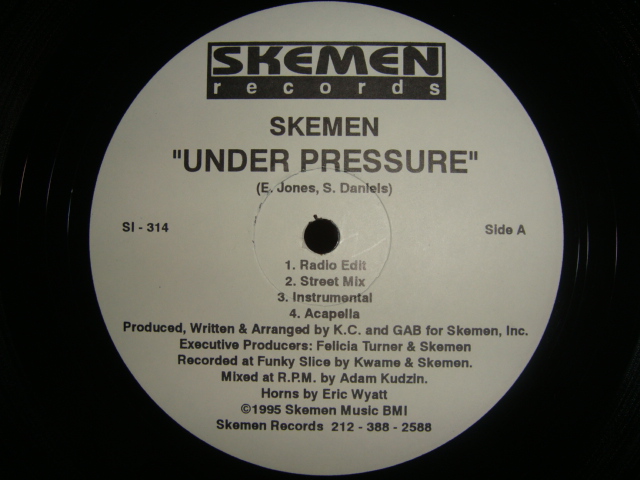 SKEMEN
records
SKEMEN
"UNDER PRESSURE"
(E. Jones, S. Daniels)
SI - 314
Side A
1. Radio Edit
2. Street Mix
3. Instrumental
4. Acapella
Produced, Written & Arranged by K.C. and GAB for Skemen, Inc.
Executive Producers: Felicia Turner & Skemen
Recorded at Funky Slice by Kwame & Skemen.
Mixed at R.P.M. by Adam Kudzin.
Horns by Eric Wyatt
©1995 Skemen Music BMI
Skemen Records 212 - 388 - 2588